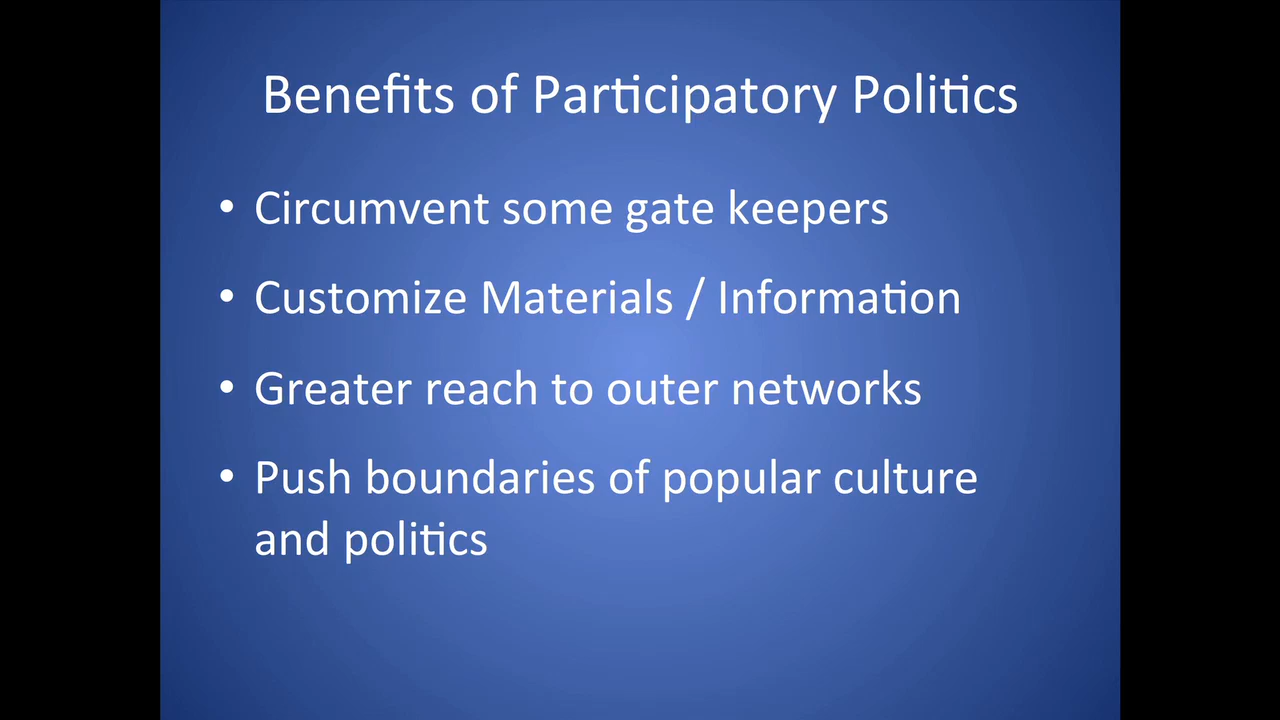 Benefits of Participatory Politics
• Circumvent some gate keepers
• Customize Materials / Information
• Greater reach to outer networks
• Push boundaries of popular culture
and politics